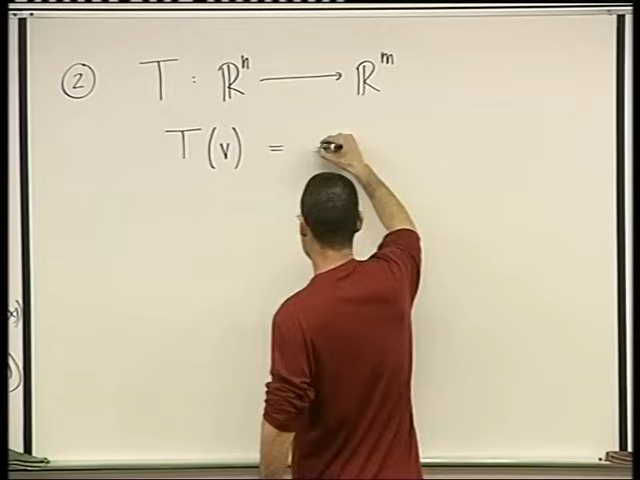 ② T : ℝⁿ ⟶ ℝᵐ
T(v) =